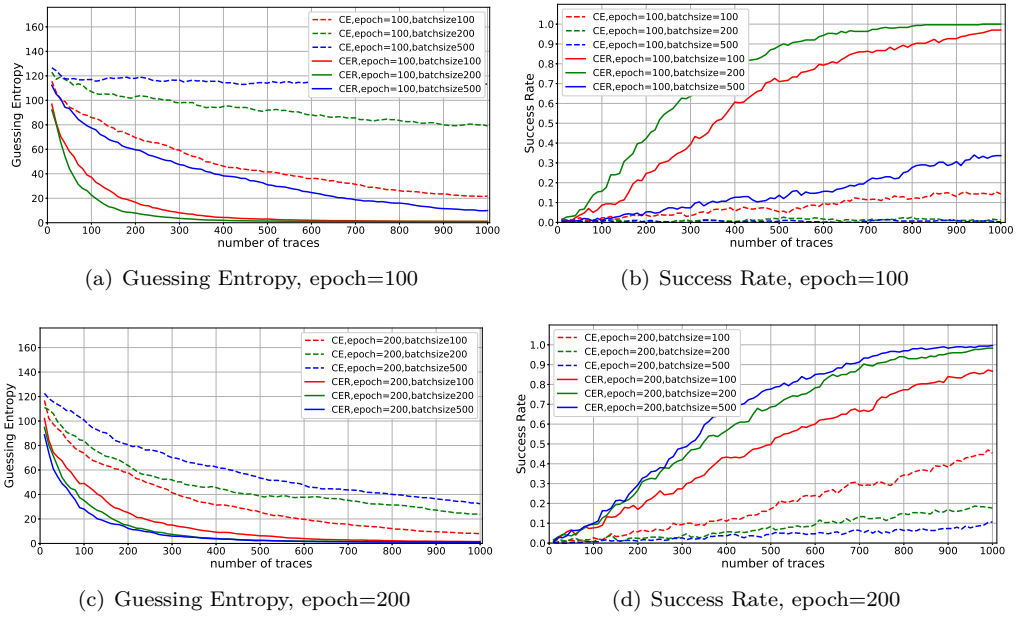 160
140
120
100
80
60
40
20
0
Guessing Entropy
CE,epoch=100,batchsize100
CE,epoch=100,batchsize200
CE,epoch=100,batchsize500
CER,epoch=100,batchsize100
CER,epoch=100,batchsize200
CER,epoch=100,batchsize500
0 100 200 300 400 500 600 700 800 900 1000
number of traces
(a) Guessing Entropy, epoch=100
1.0
0.9
0.8
0.7
0.6
0.5
0.4
0.3
0.2
0.1
0.0
Success Rate
CE,epoch=100,batchsize=100
CE,epoch=100,batchsize=200
CE,epoch=100,batchsize=500
CER,epoch=100,batchsize=100
CER,epoch=100,batchsize=200
CER,epoch=100,batchsize=500
0 100 200 300 400 500 600 700 800 900 1000
number of traces
(b) Success Rate, epoch=100
160
140
120
100
80
60
40
20
0
Guessing Entropy
CE,epoch=200,batchsize100
CE,epoch=200,batchsize200
CE,epoch=200,batchsize500
CER,epoch=200,batchsize100
CER,epoch=200,batchsize200
CER,epoch=200,batchsize500
0 100 200 300 400 500 600 700 800 900 1000
number of traces
(c) Guessing Entropy, epoch=200
1.0
0.9
0.8
0.7
0.6
0.5
0.4
0.3
0.2
0.1
0.0
Success Rate
CE,epoch=200,batchsize=100
CE,epoch=200,batchsize=200
CE,epoch=200,batchsize=500
CER,epoch=200,batchsize=100
CER,epoch=200,batchsize=200
CER,epoch=200,batchsize=500
0 100 200 300 400 500 600 700 800 900 1000
number of traces
(d) Success Rate, epoch=200